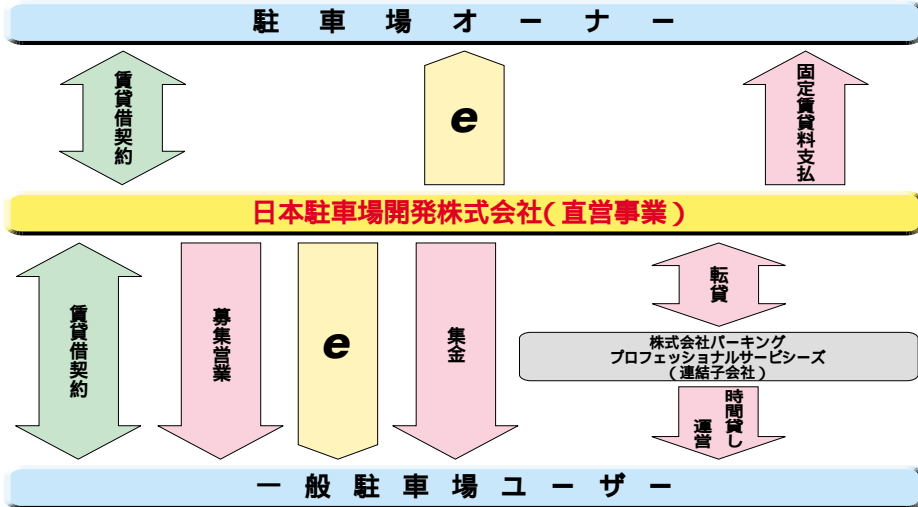 駐車場オーナー
賃貸借契約
e
固定賃貸料支払
日本駐車場開発株式会社(直営事業)
賃貸借契約
募集営業
e
集金
転貸
株式会社パーキング
プロフェッショナルサービシーズ
(連結子会社)
時間貸し
運営
一般駐車場ユーザー